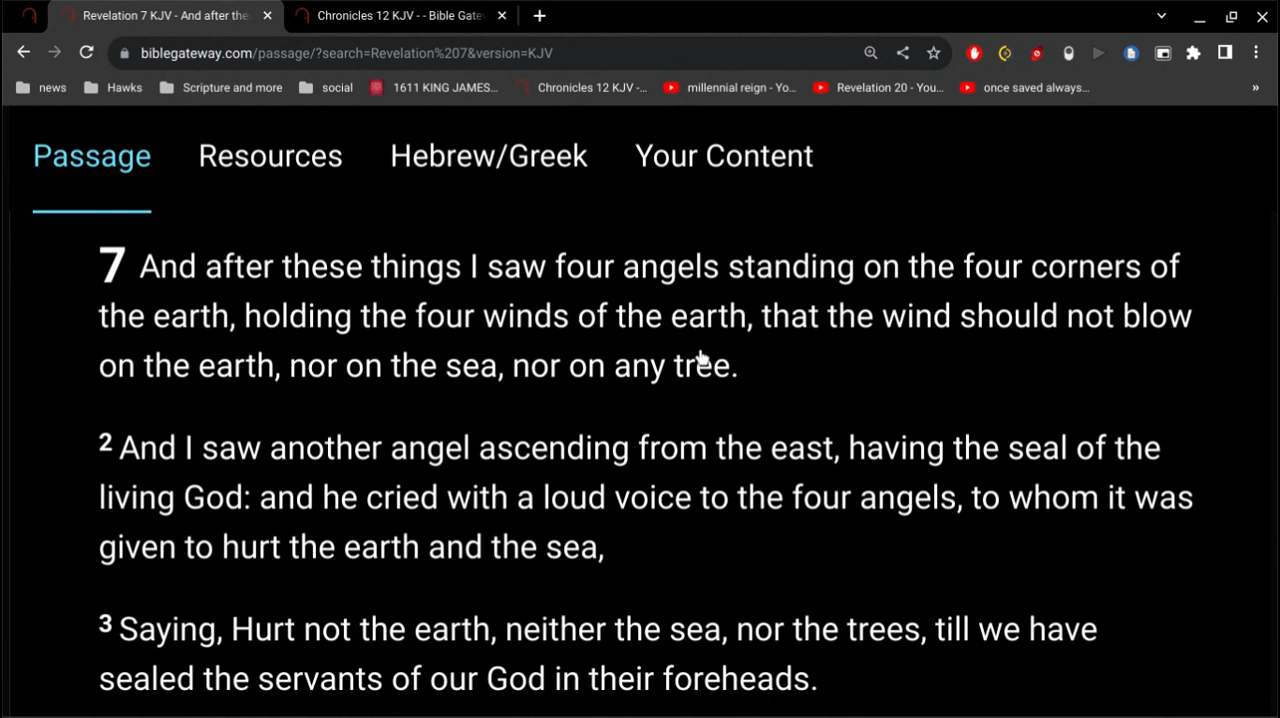 Revelation 7 KJV - And after the
Chronicles 12 KJV - - Bible Gate
biblegateway.com/passage/?search=Revelation%207&version=KJV
news Hawks Scripture and more social 1611 KING JAMES... Chronicles 12 KJV -... millennial reign - Yo... Revelation 20 - You... once saved always... »
Passage Resources Hebrew/Greek Your Content
7 And after these things I saw four angels standing on the four corners of
the earth, holding the four winds of the earth, that the wind should not blow
on the earth, nor on the sea, nor on any tree.
2 And I saw another angel ascending from the east, having the seal of the
living God: and he cried with a loud voice to the four angels, to whom it was
given to hurt the earth and the sea,
3 Saying, Hurt not the earth, neither the sea, nor the trees, till we have
sealed the servants of our God in their foreheads.